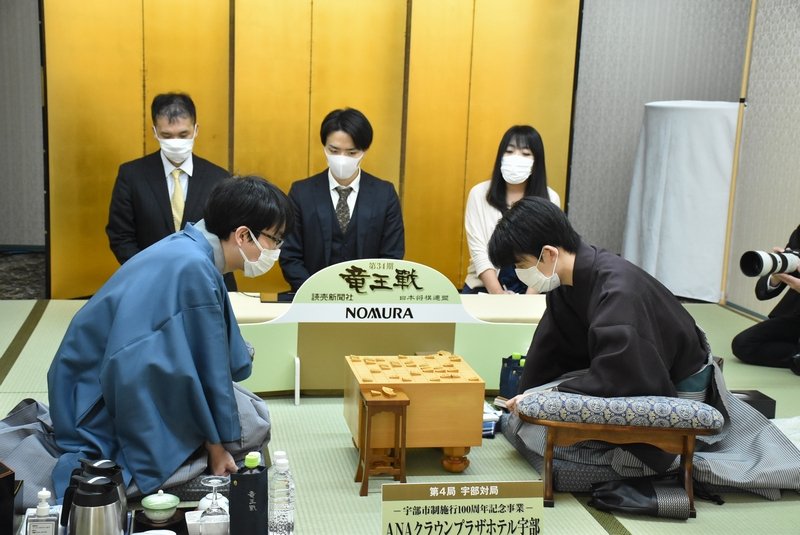 第34期
竜王戦
読売新聞社 日本将棋連盟
NOMURA
竜王
第4局 宇部対局
－宇部市制施行100周年記念事業－
ANAクラウンプラザホテル宇部